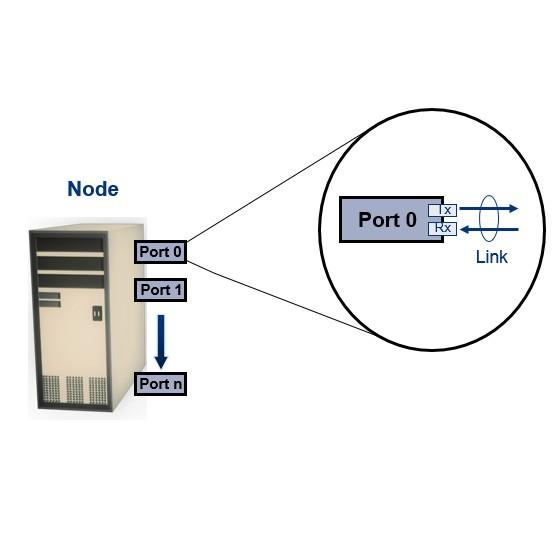 Node
Port 0
Port 1
Port n
Port 0
Tx
Rx
Link